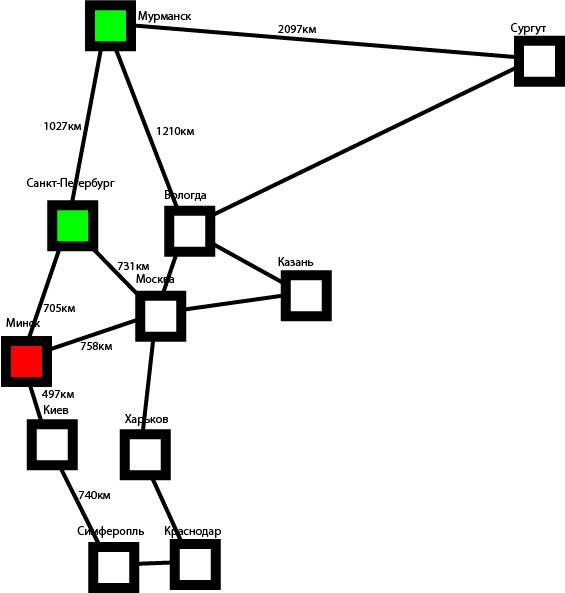 Мурманск
2097км
Сургут
1027км
1210км
Санкт-Петербург
Вологда
731км
Москва
Казань
705км
Минск
758км
497км
Киев
Харьков
740км
Симферопль
Краснодар